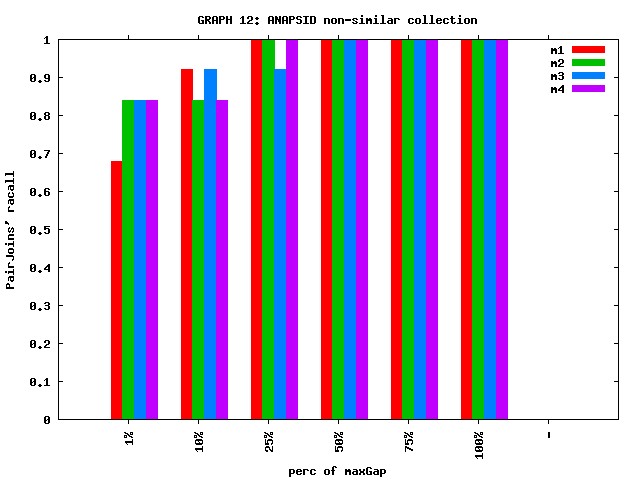 GRAPH 12: ANAPSID non-similar collection
m1
m2
m3
m4
1
0.9
0.8
0.7
0.6
0.5
0.4
0.3
0.2
0.1
0
PairJoins' racall
1%
10%
25%
50%
75%
100%
-
perc of maxGap